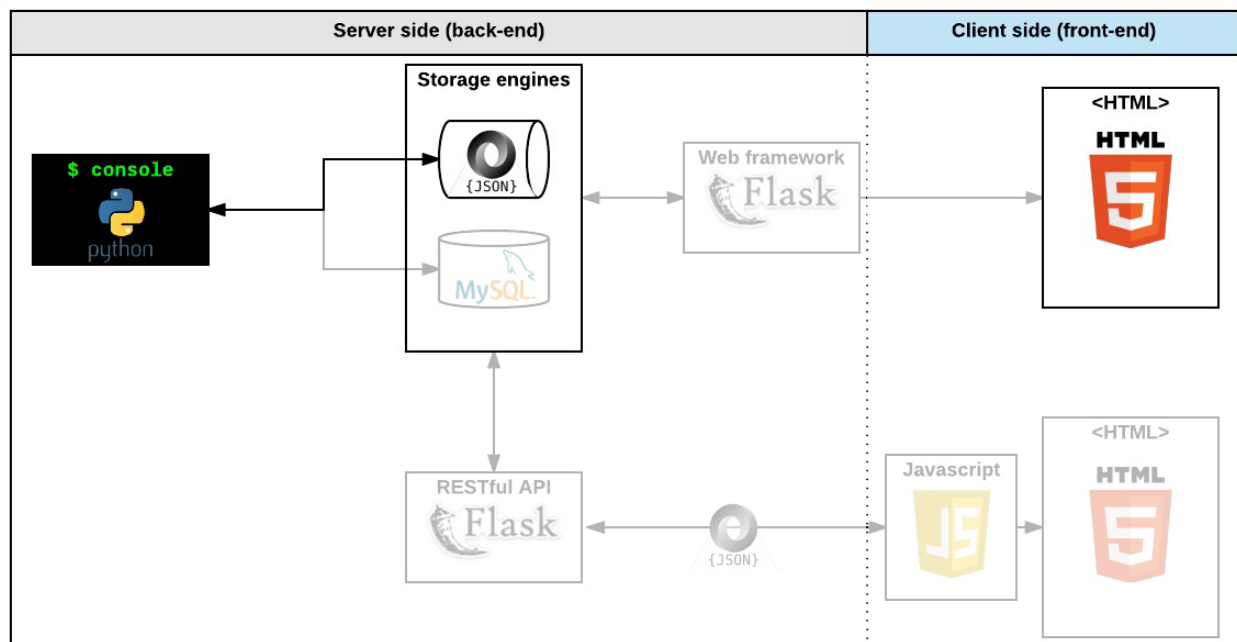 Server side (back-end)
Client side (front-end)
Storage engines
{JSON}
MySQL
$ console
python
Web framework
Flask
<HTML>
HTML
5
RESTful API
Flask
{JSON}
Javascript
JS
<HTML>
HTML
5